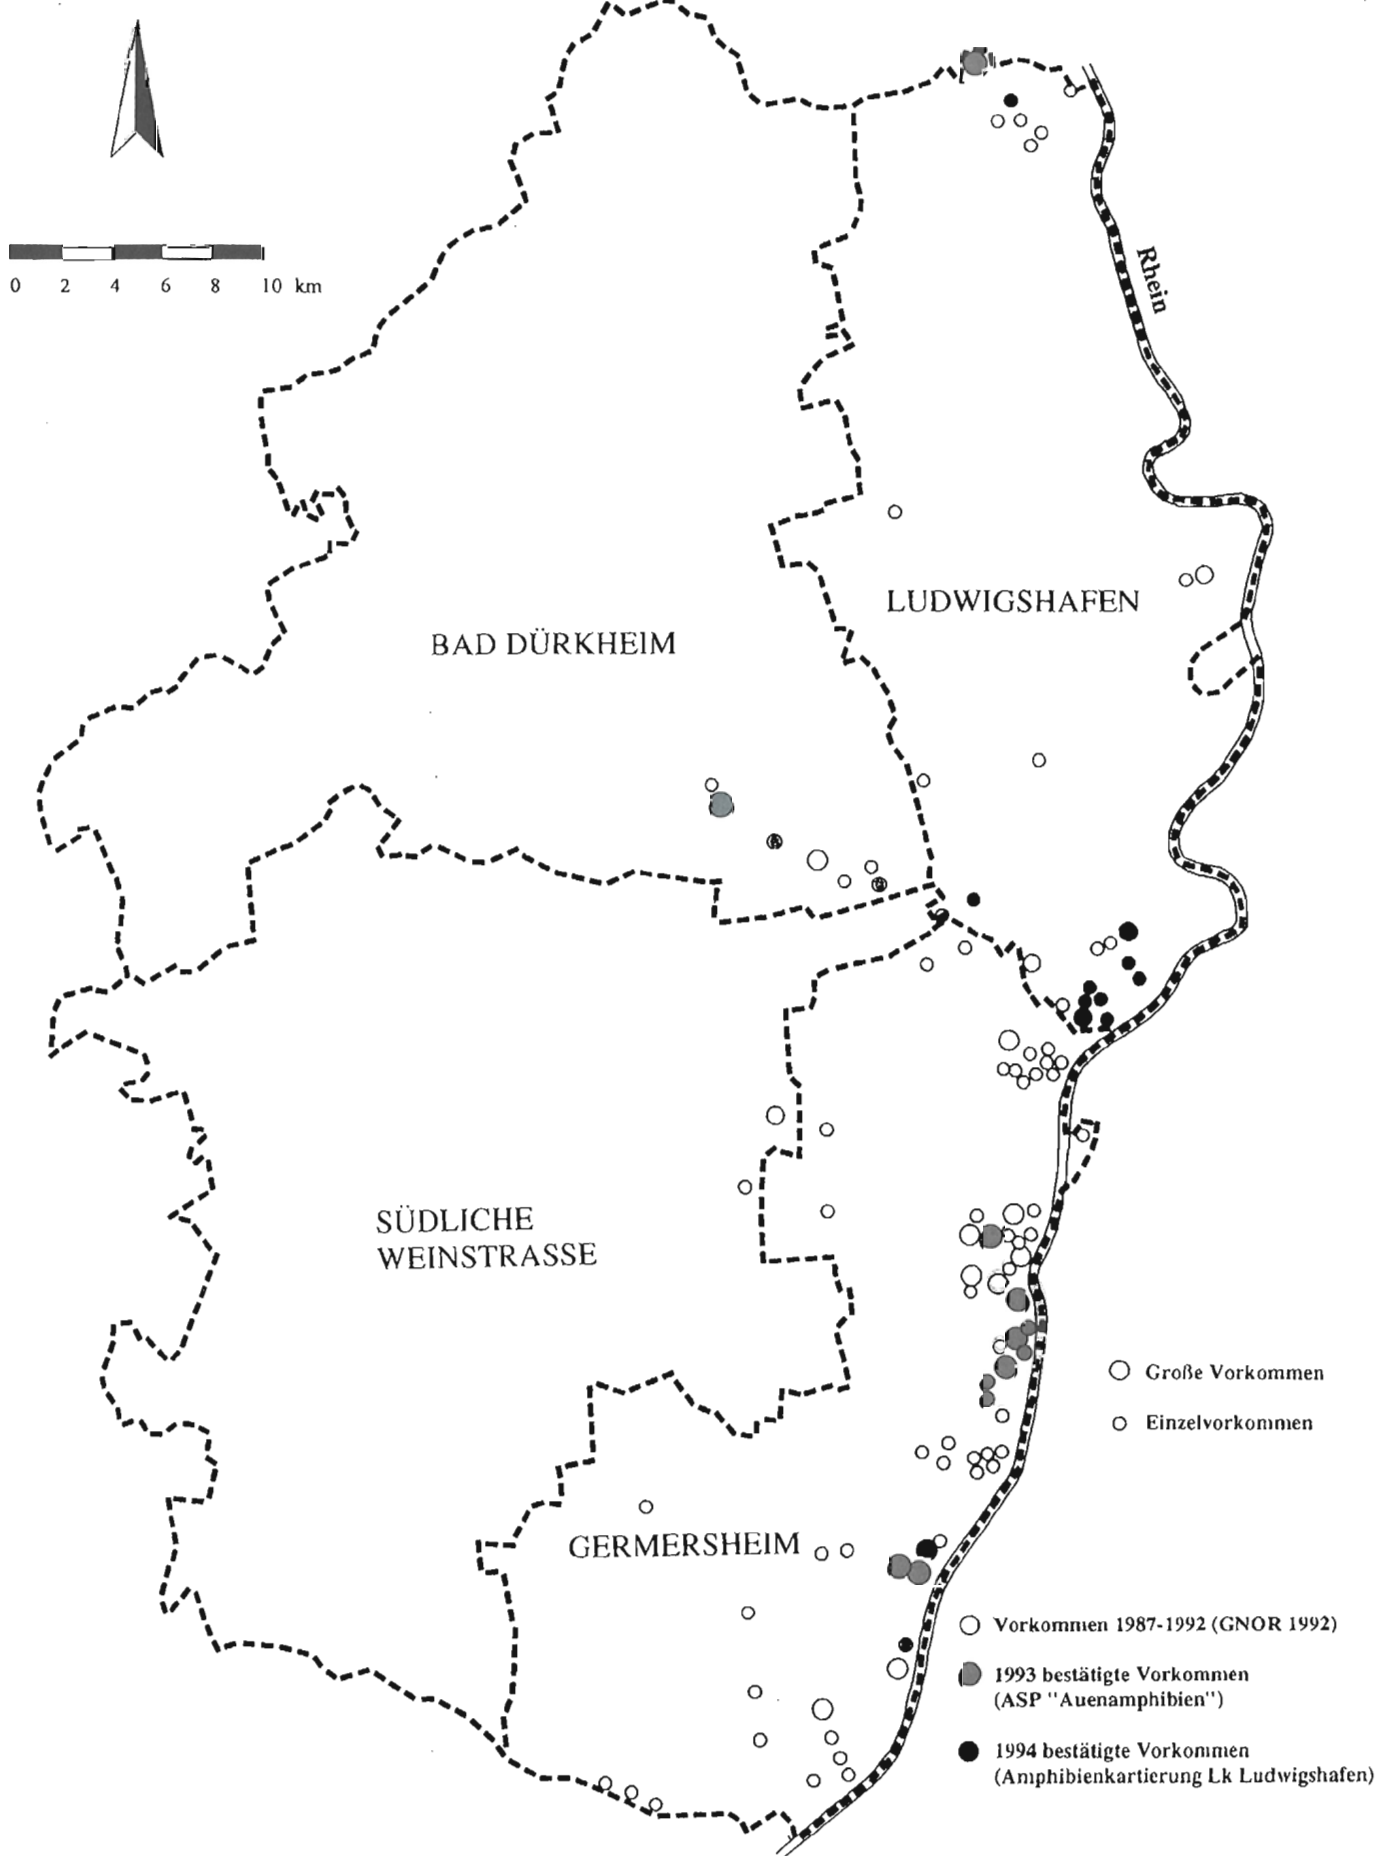 Rhein
0 2 4 6 8 10 km
LUDWIGSHAFEN
BAD DÜRKHEIM
SÜDLICHE
WEINSTRASSE
Große Vorkommen
Einzelvorkommen
GERMERSHEIM
Vorkommen 1987-1992 (GNOR 1992)
1993 bestätigte Vorkommen
(ASP "Auenamphibien")
1994 bestätigte Vorkommen
(Amphibienkartierung Lk Ludwigshafen)